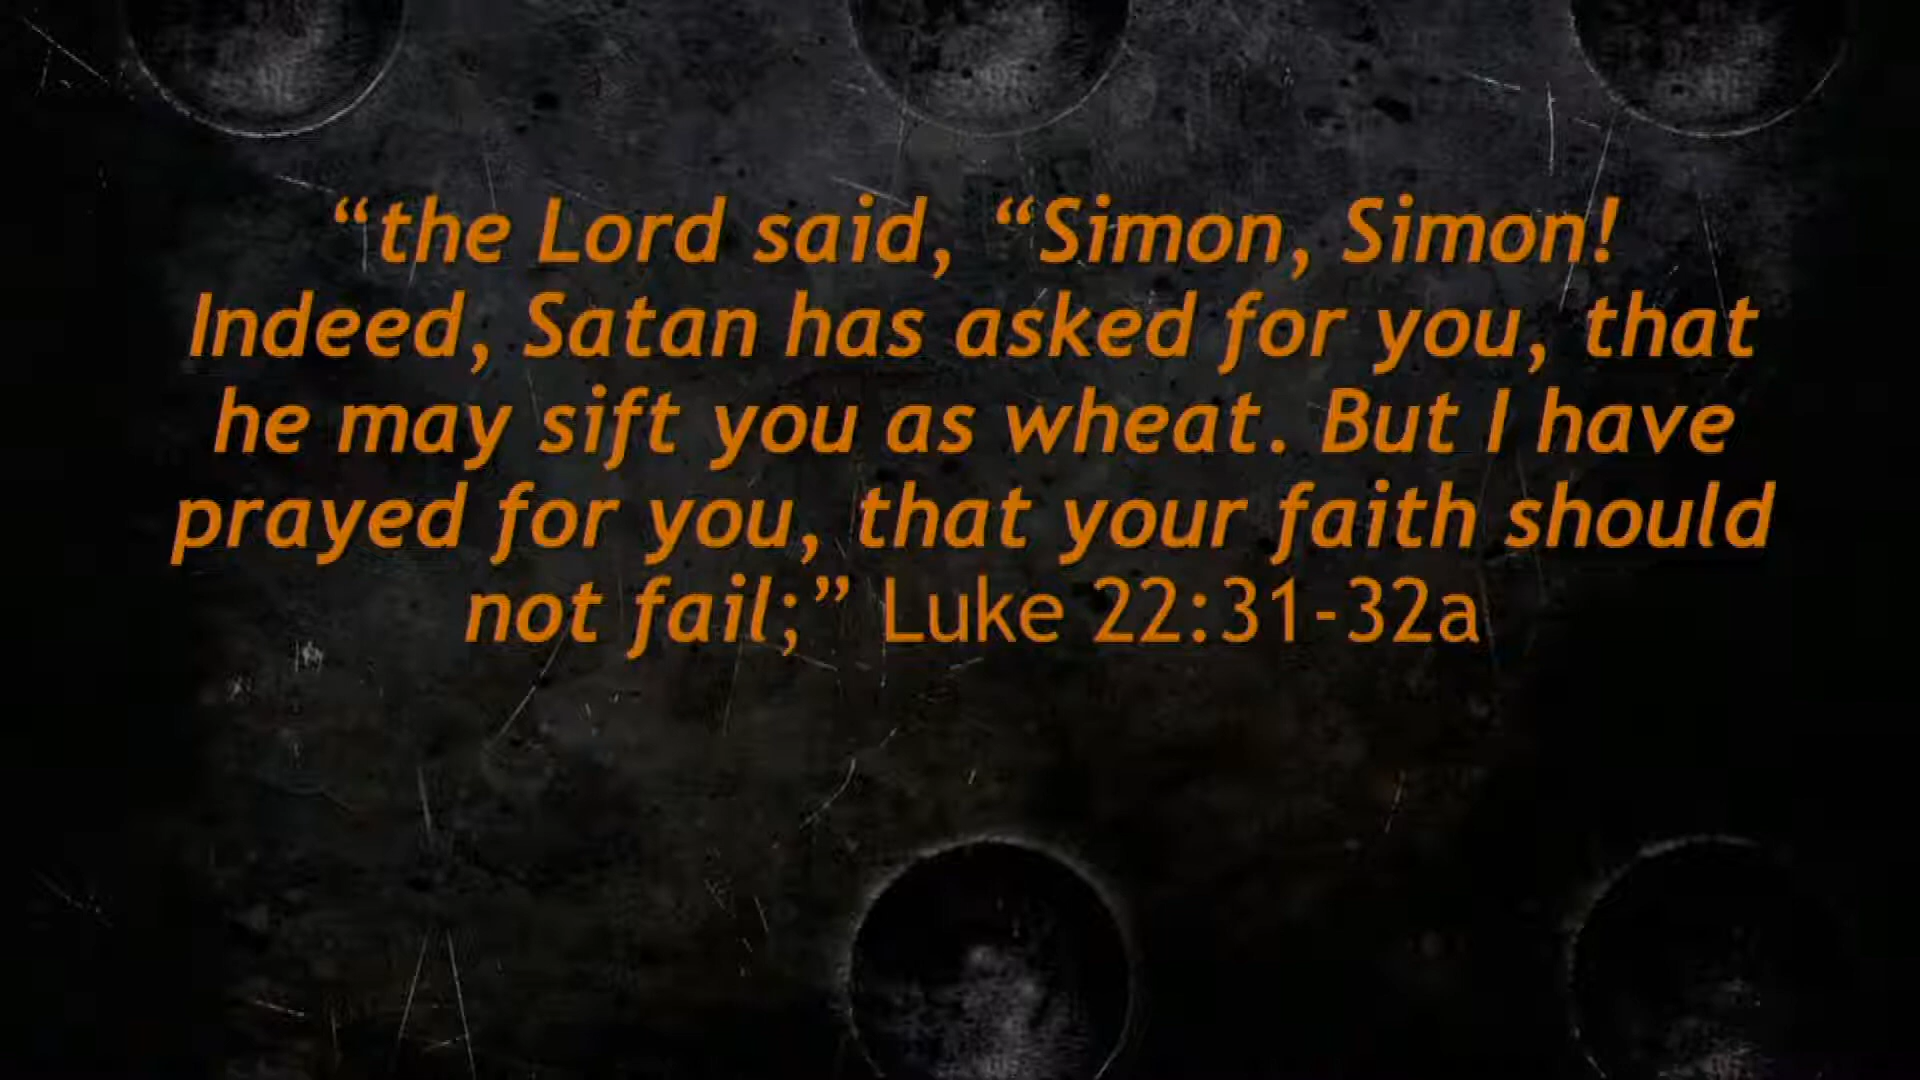 “the Lord said, “Simon, Simon!
Indeed, Satan has asked for you, that
he may sift you as wheat. But I have
prayed for you, that your faith should
not fail;” Luke 22:31-32a